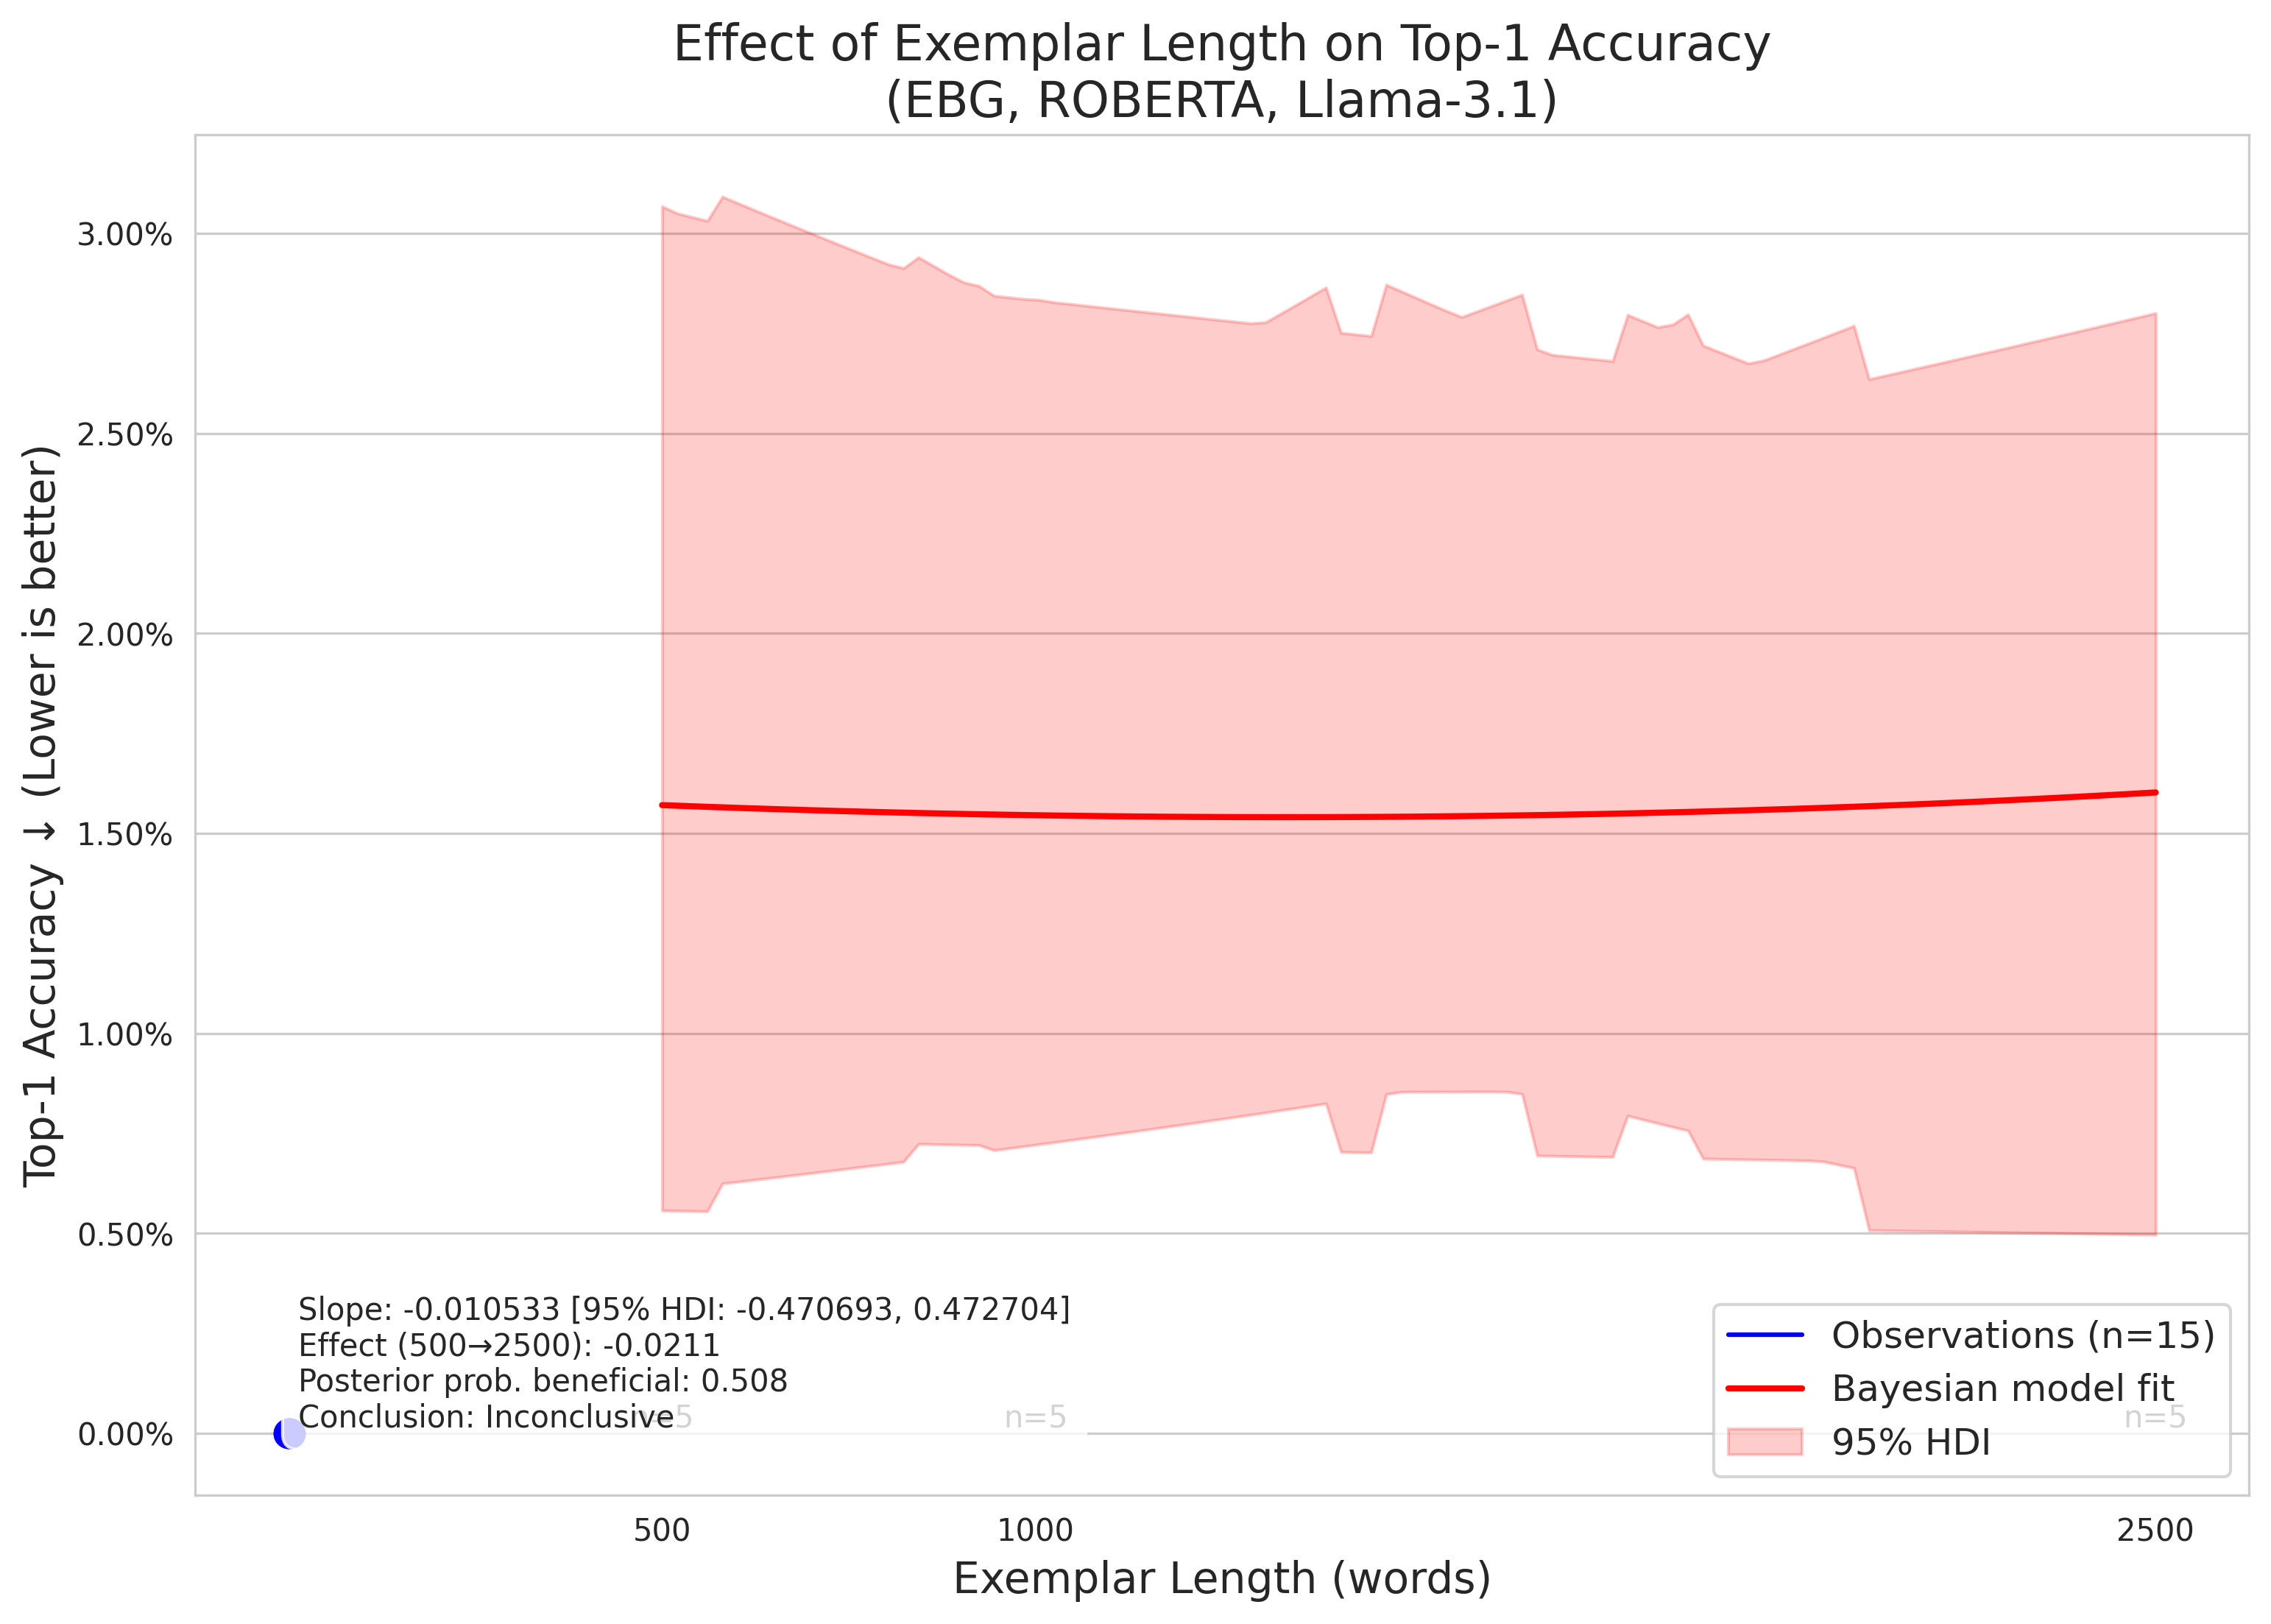 Effect of Exemplar Length on Top-1 Accuracy
(EBG, ROBERTA, Llama-3.1)
Top-1 Accuracy ↓ (Lower is better)
3.00%
2.50%
2.00%
1.50%
1.00%
0.50%
0.00%
Slope: -0.010533 [95% HDI: -0.470693, 0.472704]
Effect (500→2500): -0.0211
Posterior prob. beneficial: 0.508
Conclusion: Inconclusive
n=5
n=5
n=5
Observations (n=15)
Bayesian model fit
95% HDI
500
1000
2500
Exemplar Length (words)